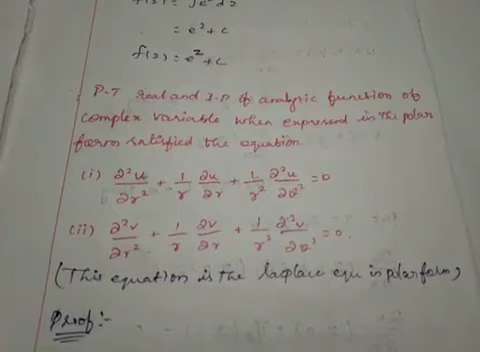 f(z) = ∫e^z dz
= e^z + c
f(z) = e^z + c
P.T Real and I.P of analytic function of
complex variable when expressed in the polar
form satisfied the equation.
(i) ∂²u/∂r² + 1/r ∂u/∂r + 1/r² ∂²u/∂θ² = 0
(ii) ∂²v/∂r² + 1/r ∂v/∂r + 1/r² ∂²v/∂θ² = 0.
(This equation is the laplace equ in polar form)
Proof:-